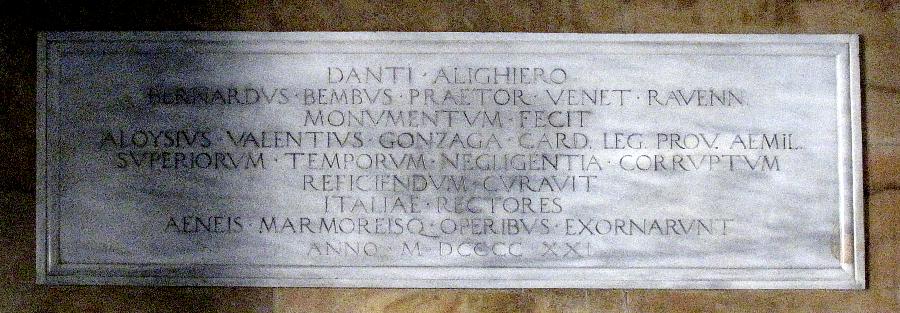 DANTI · ALIGHIERO
BERNARDVS · BEMBVS · PRAETOR · VENET · RAVENN.
MONVMENTVM · FECIT
ALOYSIVS · VALENTIVS · GONZAGA · CARD. LEG. PROV. AEMIL.
SVPERIORVM · TEMPORVM · NEGLIGENTIA · CORRVPTVM
REFICIENDVM · CVRAVIT
ITALIAE · RECTORES
AENEIS · MARMOREISQ · OPERIBVS · EXORNARVNT
ANNO M DCCCC XXI